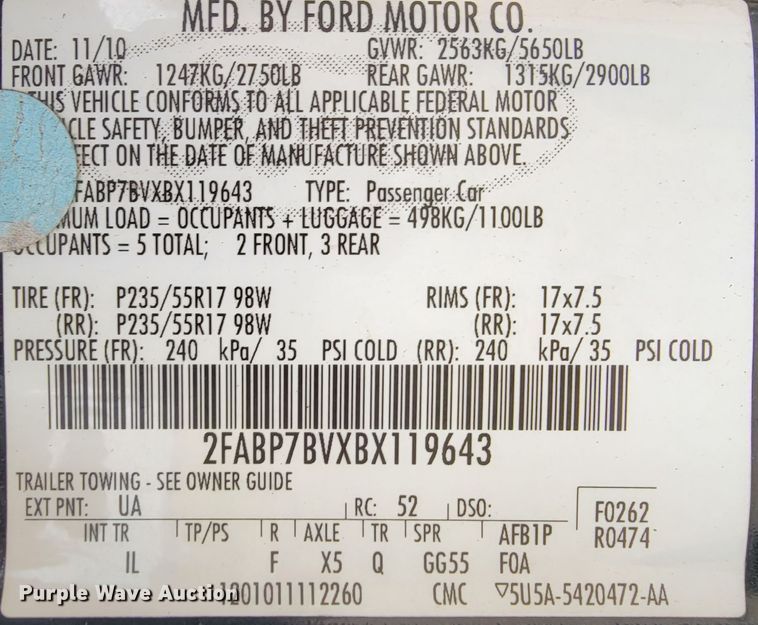 MFD. BY FORD MOTOR CO.
DATE: 11/10 GVWR: 2563KG/5650LB
FRONT GAWR: 1247KG/2750LB REAR GAWR: 1315KG/2900LB
THIS VEHICLE CONFORMS TO ALL APPLICABLE FEDERAL MOTOR
CLE SAFETY, BUMPER, AND THEFT PREVENTION STANDARDS
FECT ON THE DATE OF MANUFACTURE SHOWN ABOVE.
FABP7BVXBX119643 TYPE: Passenger Car
MUM LOAD = OCCUPANTS + LUGGAGE = 498KG/1100LB
OCCUPANTS = 5 TOTAL; 2 FRONT, 3 REAR
TIRE (FR): P235/55R17 98W RIMS (FR): 17x7.5
(RR): P235/55R17 98W (RR): 17x7.5
PRESSURE (FR): 240 kPa/ 35 PSI COLD (RR): 240 kPa/ 35 PSI COLD
2FABP7BVXBX119643
TRAILER TOWING - SEE OWNER GUIDE
EXT PNT: UA RC: 52 DSO: F0262
INT TR TP/PS R AXLE TR SPR AFB1P R0474
IL F X5 Q GG55 FOA
Purple Wave Auction 1201011112260 CMC ▽5U5A-5420472-AA